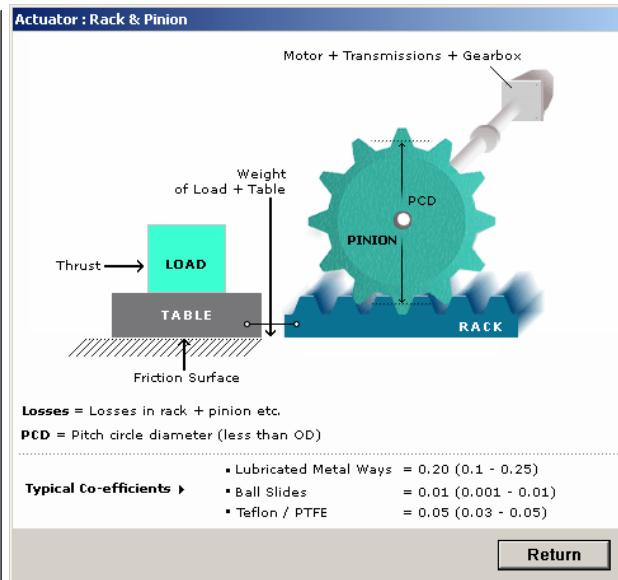 Actuator : Rack & Pinion
Motor + Transmissions + Gearbox
Weight
of Load + Table
PCD
PINION
Thrust
LOAD
TABLE
RACK
Friction Surface
Losses = Losses in rack + pinion etc.
PCD = Pitch circle diameter (less than OD)
Typical Co-efficients
▪ Lubricated Metal Ways = 0.20 (0.1 - 0.25)
▪ Ball Slides = 0.01 (0.001 - 0.01)
▪ Teflon / PTFE = 0.05 (0.03 - 0.05)
Return